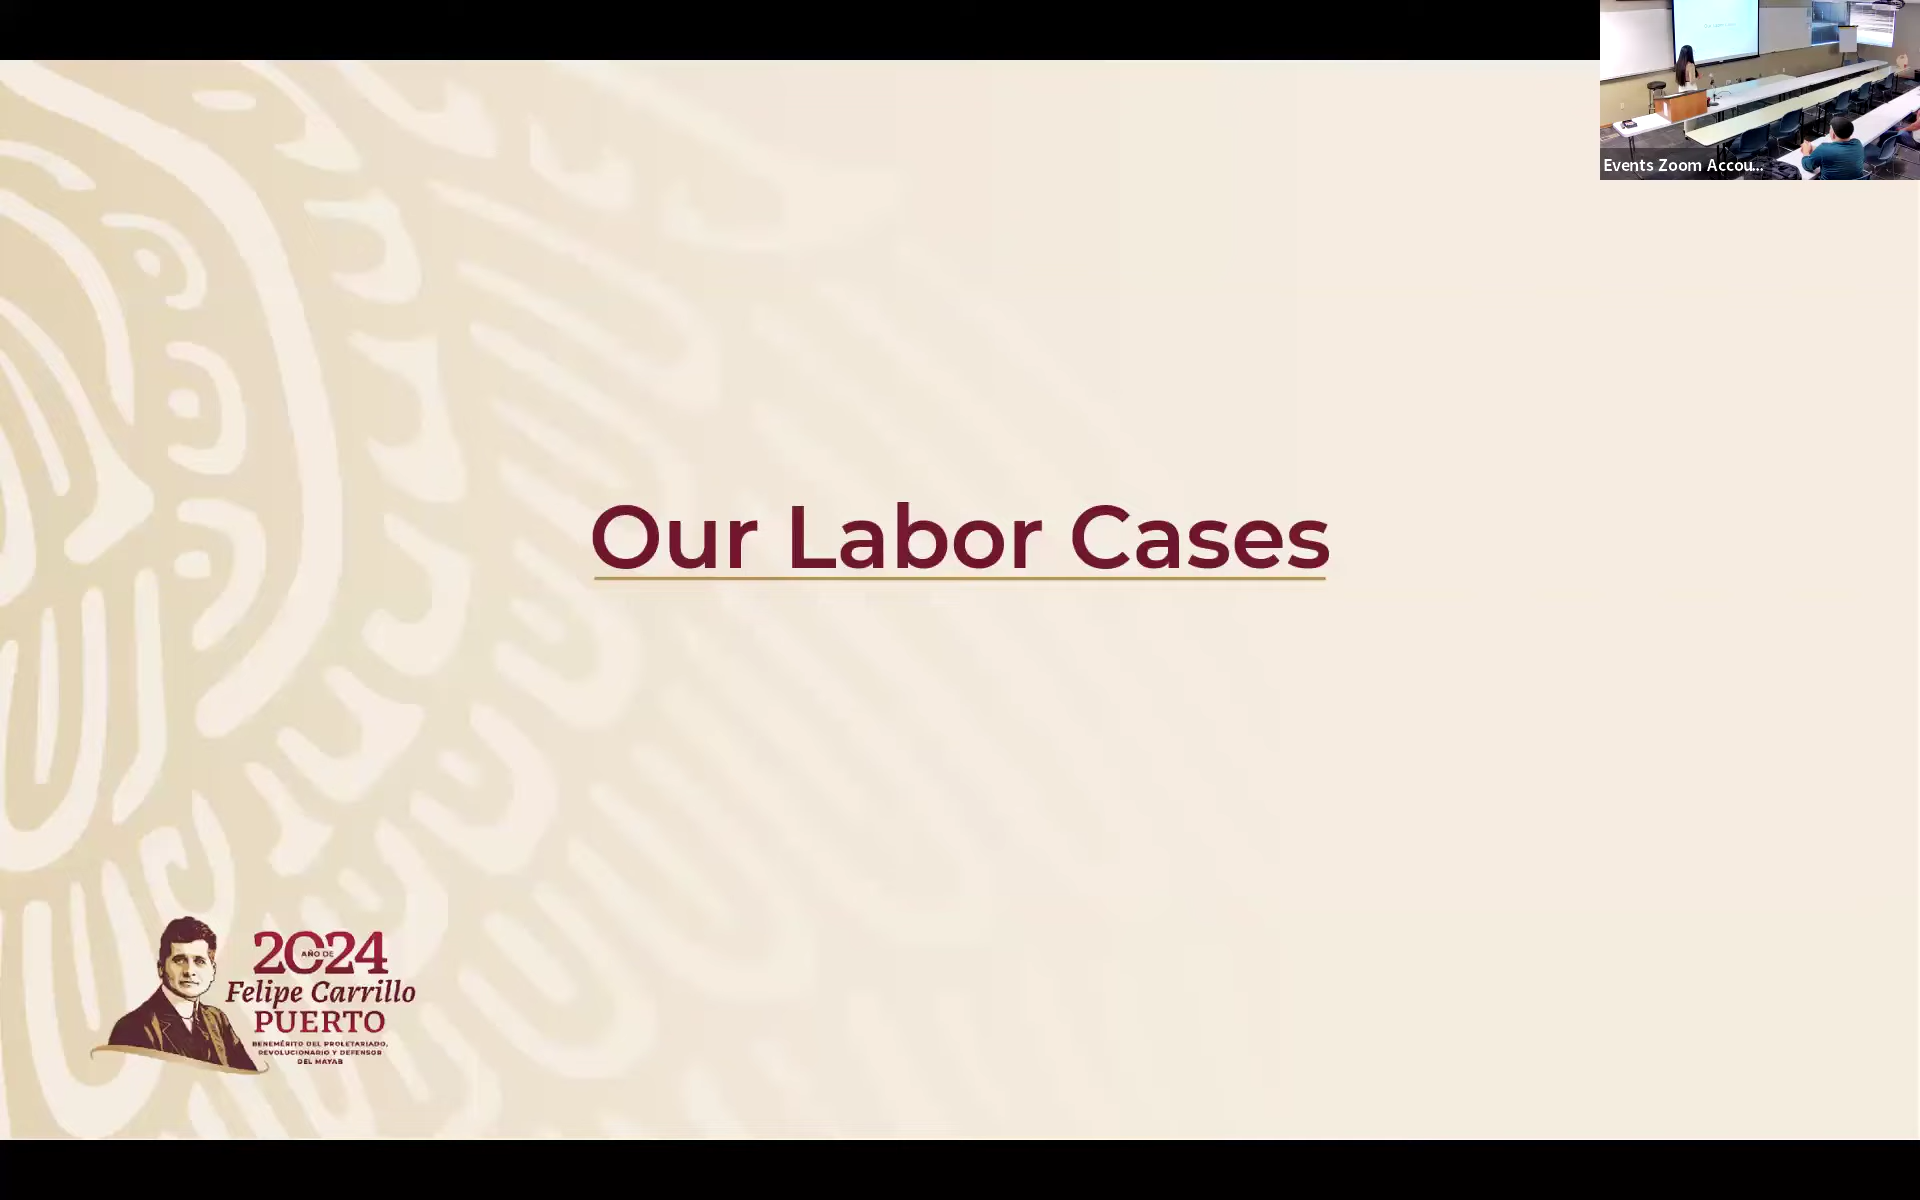 Events Zoom Accou...
Our Labor Cases
2024
AÑO DE
Felipe Carrillo
PUERTO
BENEMÉRITO DEL PROLETARIADO,
REVOLUCIONARIO Y DEFENSOR
DEL MAYAB